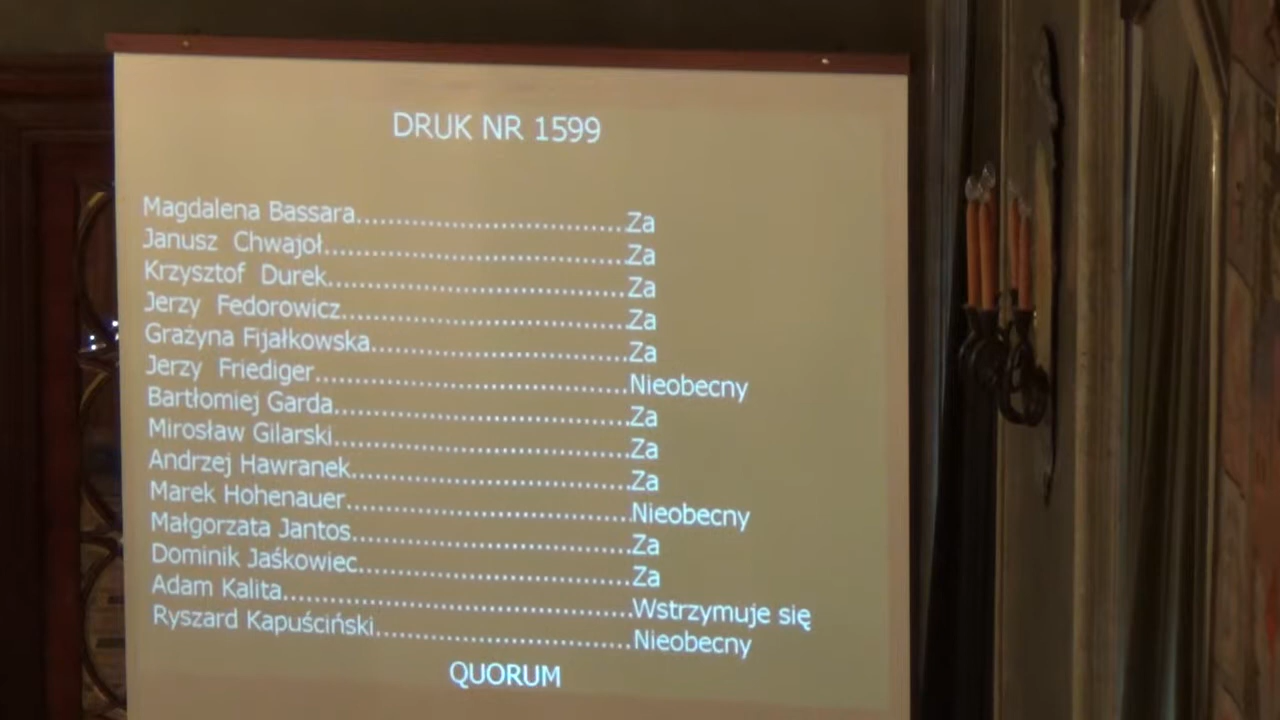 DRUK NR 1599
Magdalena Bassara..................................Za
Janusz  Chwajoł......................................Za
Krzysztof  Durek.....................................Za
Jerzy  Fedorowicz...................................Za
Grażyna Fijałkowska................................Za
Jerzy  Friediger.......................................Nieobecny
Bartłomiej Garda.....................................Za
Mirosław Gilarski.....................................Za
Andrzej Hawranek...................................Za
Marek Hohenauer....................................Nieobecny
Małgorzata Jantos...................................Za
Dominik Jaśkowiec..................................Za
Adam Kalita............................................Wstrzymuje się
Ryszard Kapuściński................................Nieobecny
QUORUM